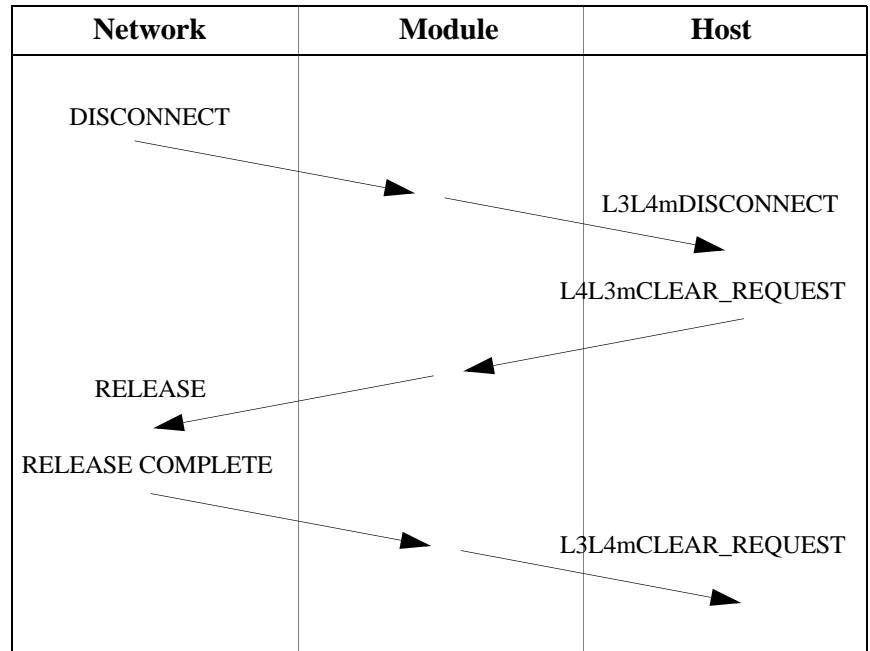 Network Module Host
DISCONNECT
L3L4mDISCONNECT
L4L3mCLEAR_REQUEST
RELEASE
RELEASE COMPLETE
L3L4mCLEAR_REQUEST